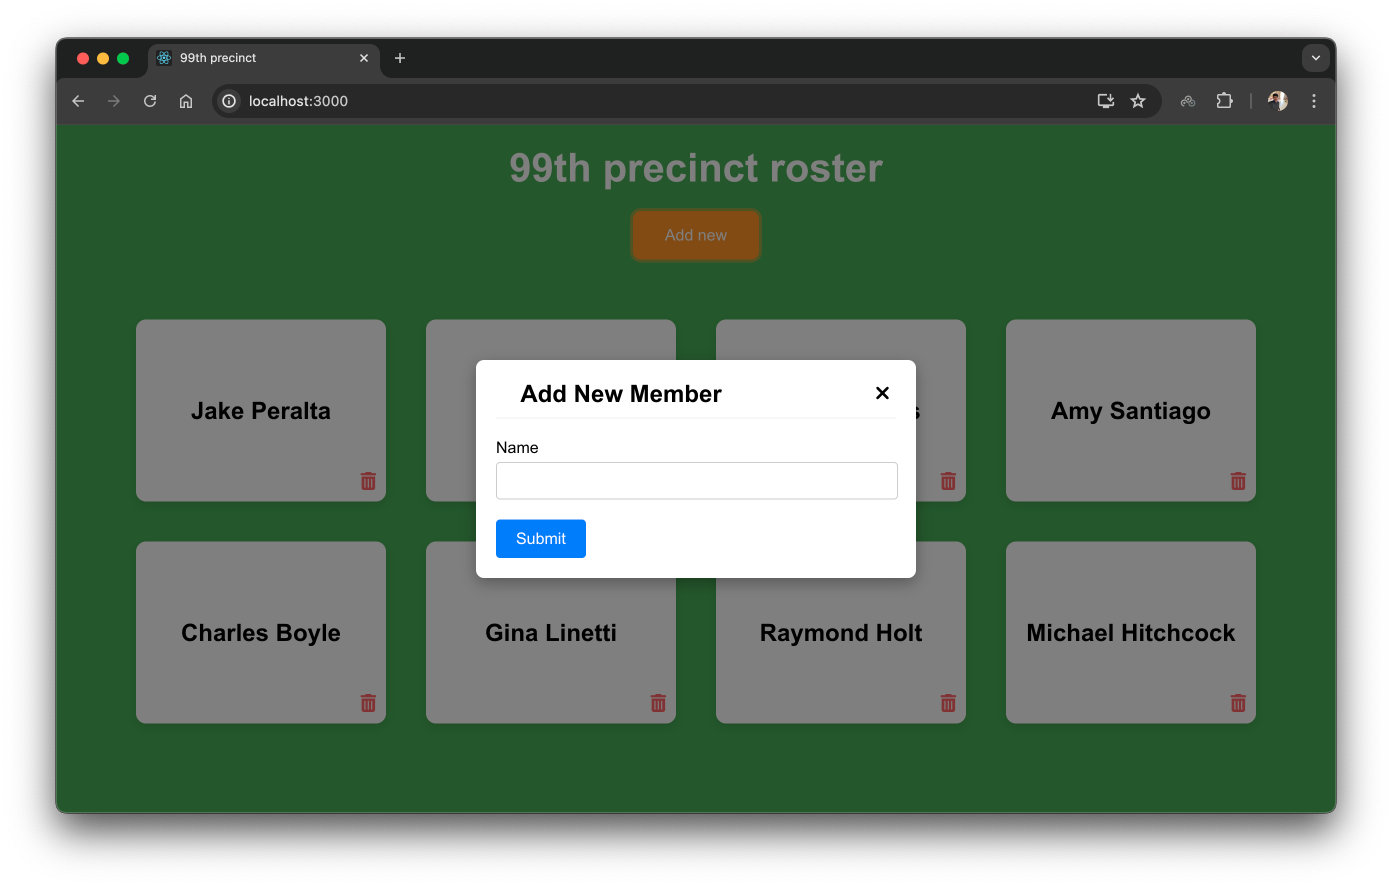 99th precinct
localhost:3000
99th precinct roster
Add new
Add New Member
Name
Submit
Jake Peralta
Amy Santiago
Charles Boyle
Gina Linetti
Raymond Holt
Michael Hitchcock